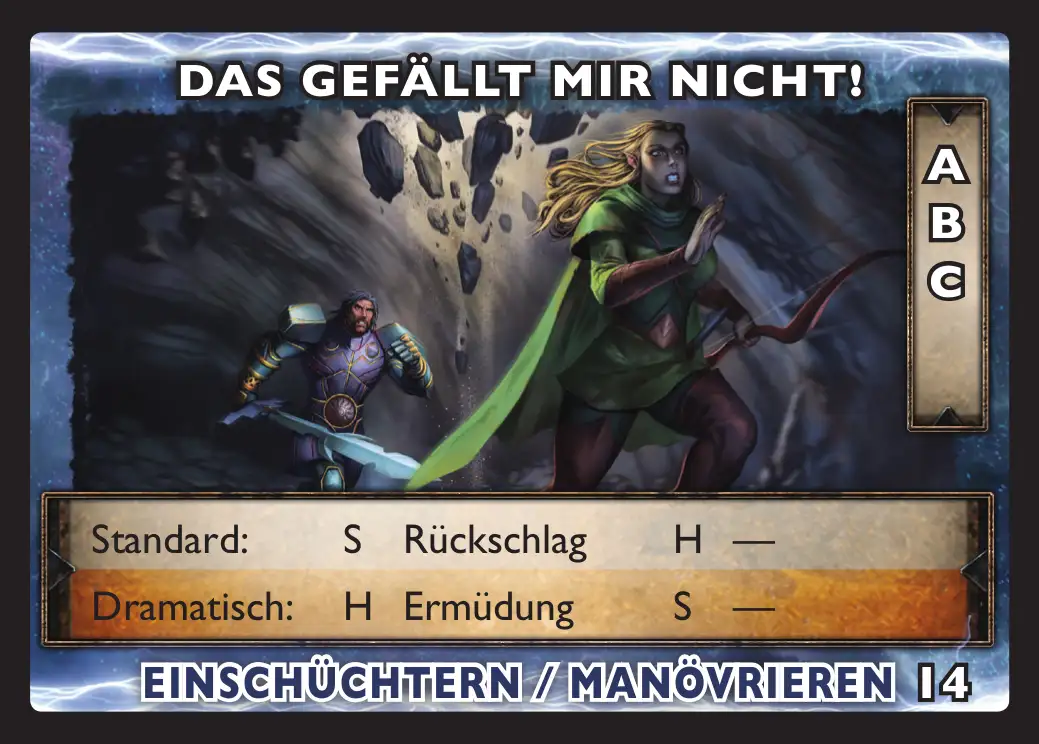 DAS GEFÄLLT MIR NICHT!
A
B
C
Standard: S Rückschlag H —
Dramatisch: H Ermüdung S —
EINSCHÜCHTERN / MANÖVRIEREN 14